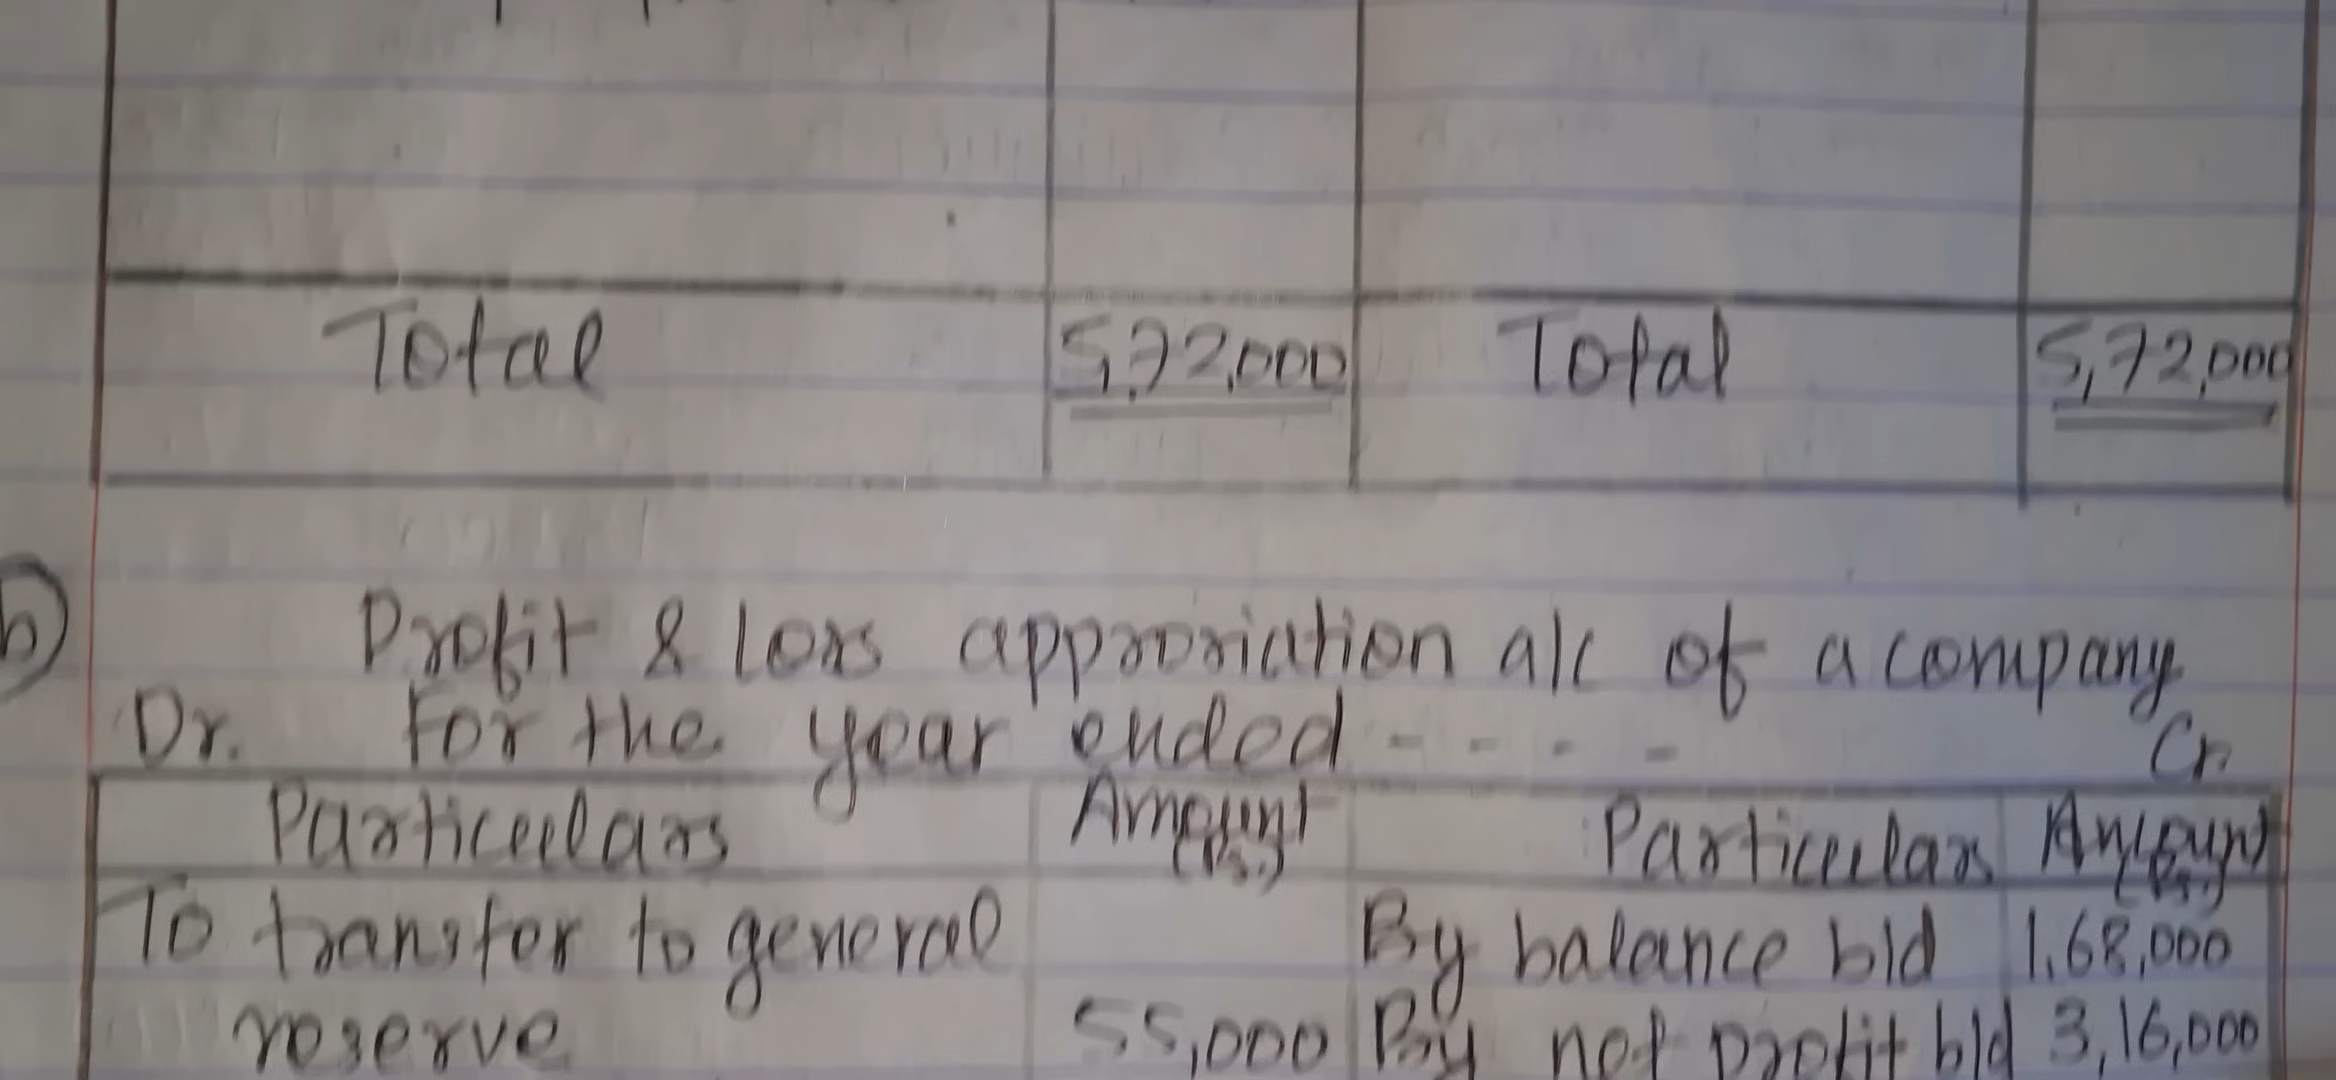 Total 5,72,000 Total 5,72,000
b)
Profit & Loss appropriation a/c of a company
Dr. For the year ended - - - - Cr.
Particulars Amount (Rs.) Particulars Amount (Rs.)
To transfer to general By balance b/d 1,68,000
reserve 55,000 By net profit b/d 3,16,000